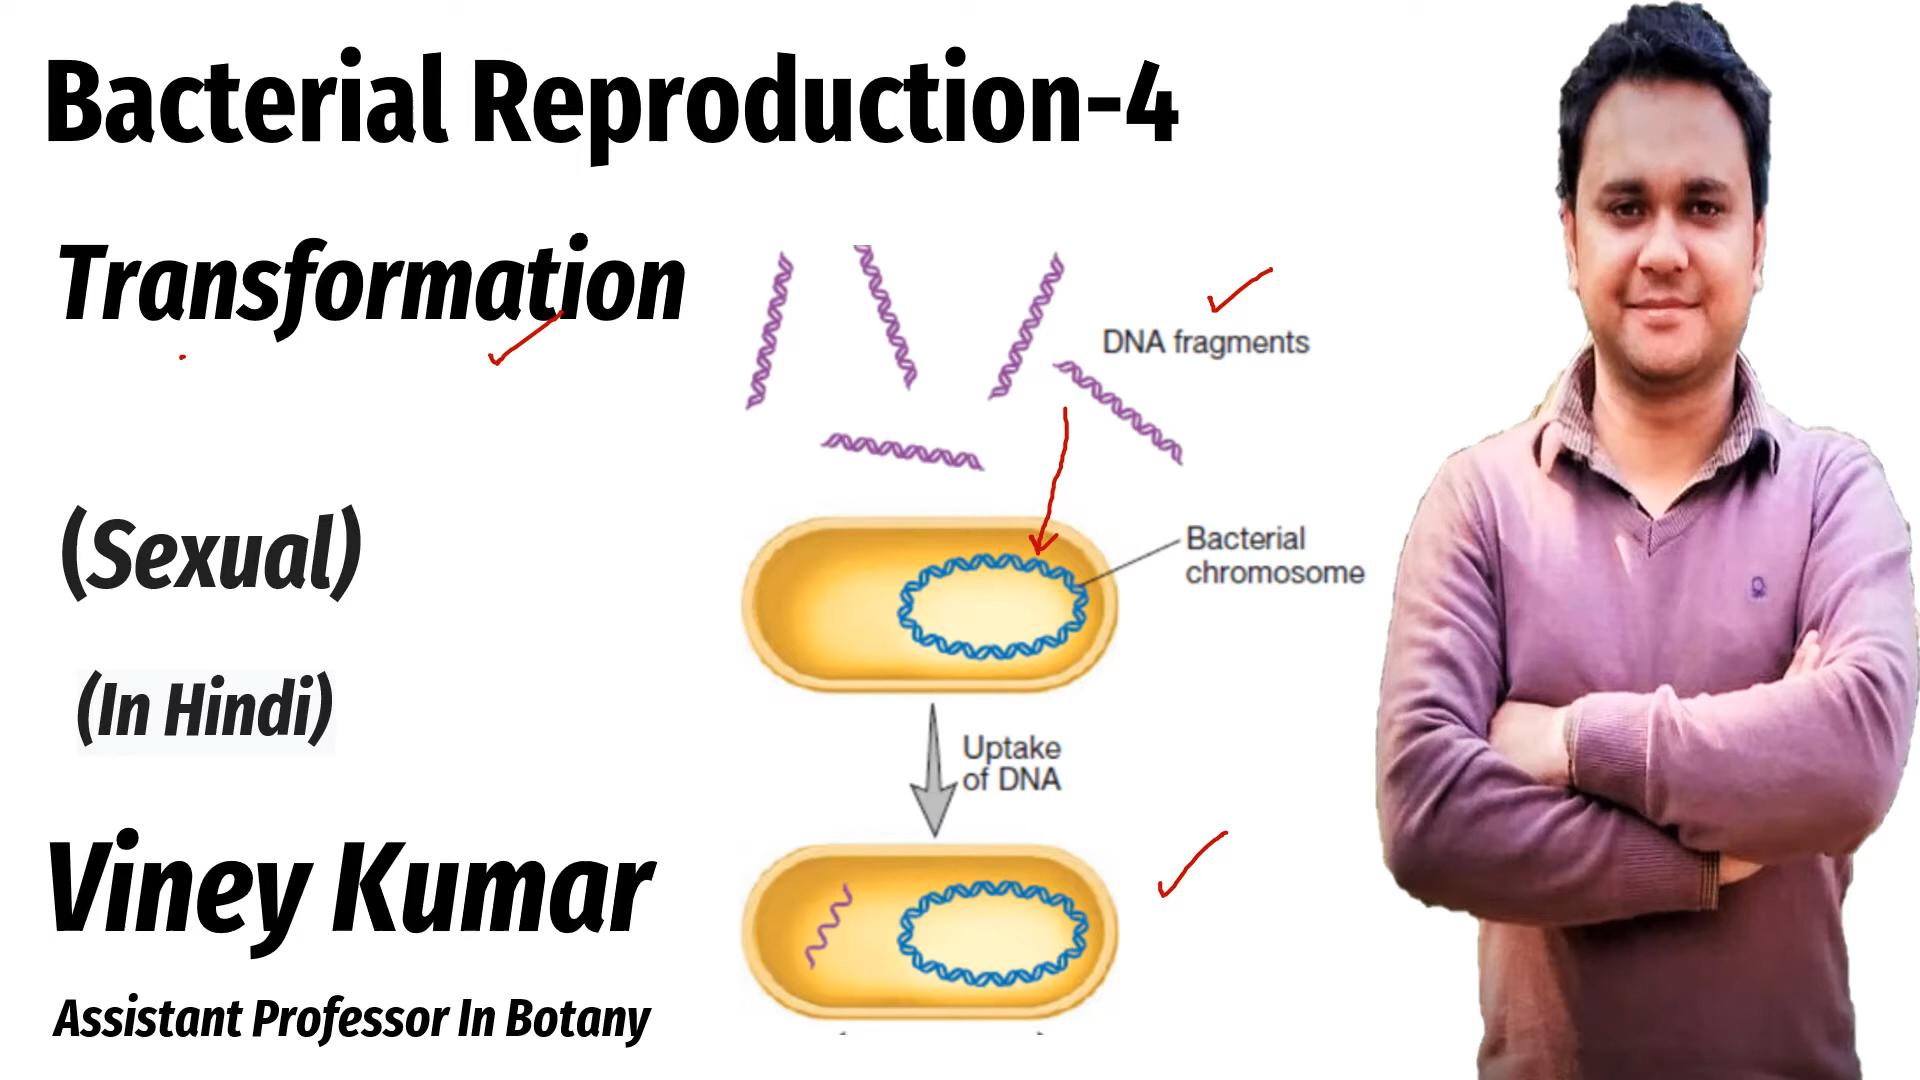 Bacterial Reproduction-4
Transformation
DNA fragments
(Sexual)
Bacterial
chromosome
(In Hindi)
Uptake
of DNA
Viney Kumar
Assistant Professor In Botany